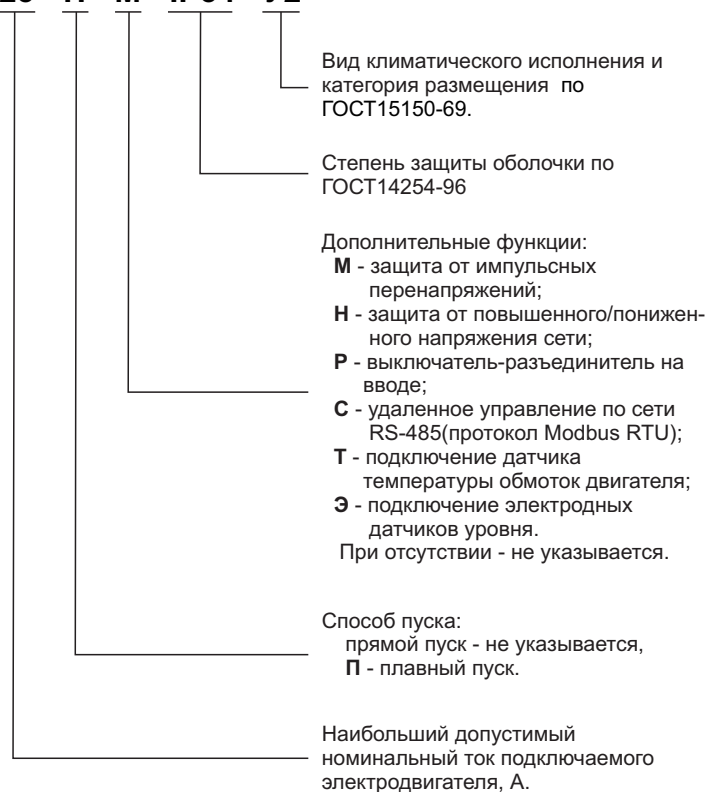 Вид климатического исполнения и
категория размещения по
ГОСТ15150-69.
Степень защиты оболочки по
ГОСТ14254-96
Дополнительные функции:
М - защита от импульсных
перенапряжений;
Н - защита от повышенного/понижен-
ного напряжения сети;
Р - выключатель-разъединитель на
вводе;
С - удаленное управление по сети
RS-485(протокол Modbus RTU);
Т - подключение датчика
температуры обмоток двигателя;
Э - подключение электродных
датчиков уровня.
При отсутствии - не указывается.
Способ пуска:
прямой пуск - не указывается,
П - плавный пуск.
Наибольший допустимый
номинальный ток подключаемого
электродвигателя, А.